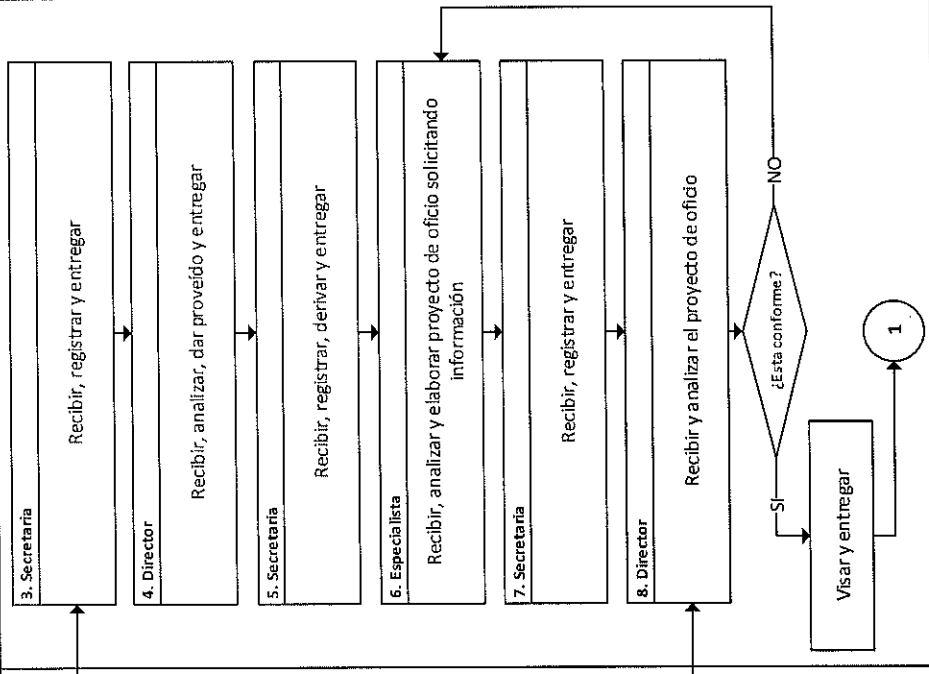 3. Secretaria
Recibir, registrar y entregar
4. Director
Recibir, analizar, dar proveído y entregar
5. Secretaria
Recibir, registrar, derivar y entregar
6. Especialista
Recibir, analizar y elaborar proyecto de oficio solicitando
información
7. Secretaria
Recibir, registrar y entregar
8. Director
Recibir y analizar el proyecto de oficio
¿Esta conforme?
NO
SÍ
Visar y entregar
1